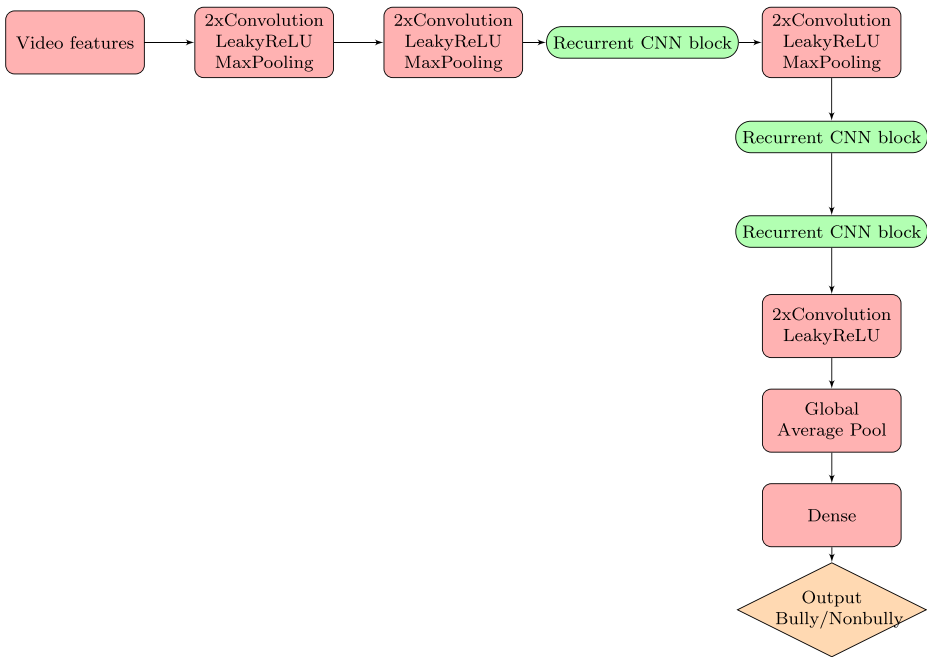 Video features
2xConvolution
LeakyReLU
MaxPooling
2xConvolution
LeakyReLU
MaxPooling
Recurrent CNN block
2xConvolution
LeakyReLU
MaxPooling
Recurrent CNN block
Recurrent CNN block
2xConvolution
LeakyReLU
Global
Average Pool
Dense
Output
Bully/Nonbully